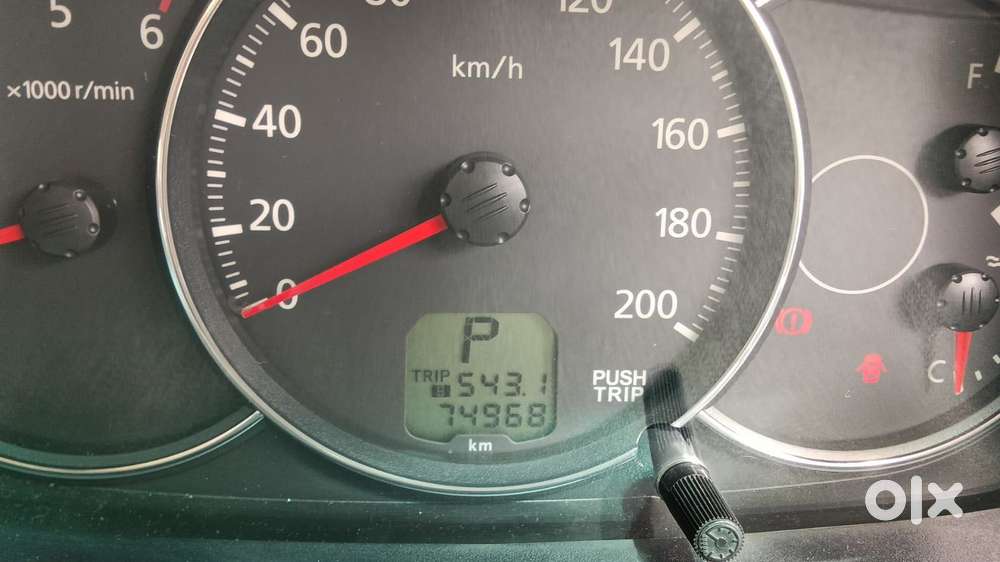 5
6
×1000 r/min
60
120
km/h
140
40
160
20
180
0
200
P
TRIP B 543.1
74968
km
PUSH
TRIP
F
C
olx